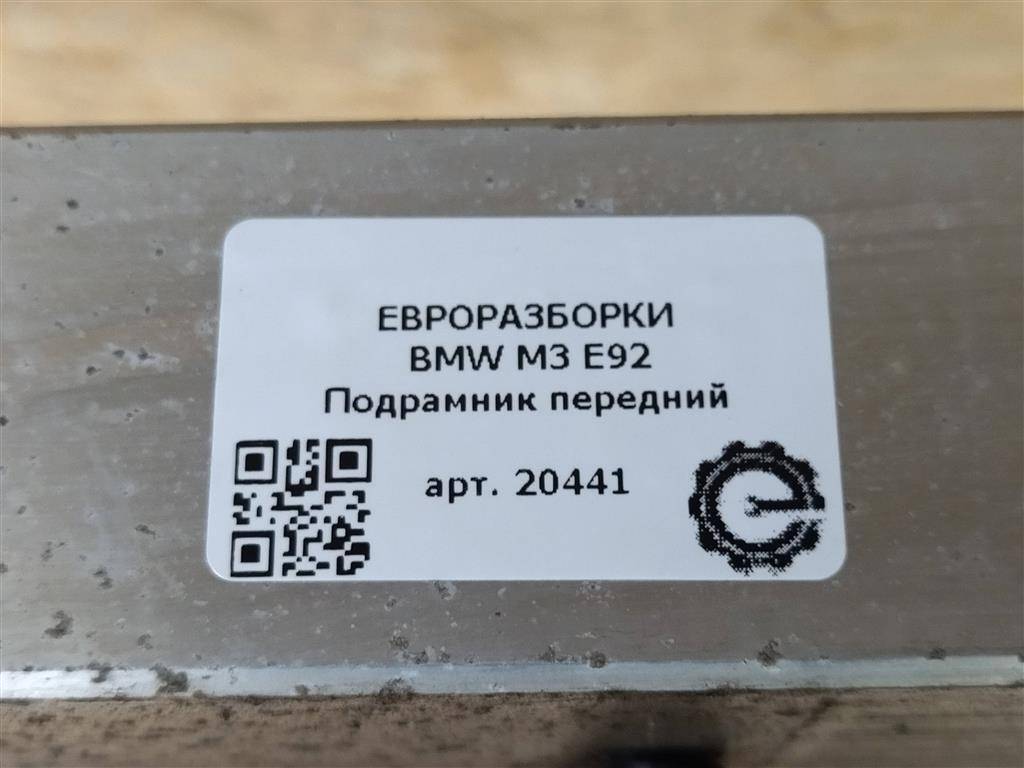 ЕВРОРАЗБОРКИ
BMW M3 E92
Подрамник передний
арт. 20441